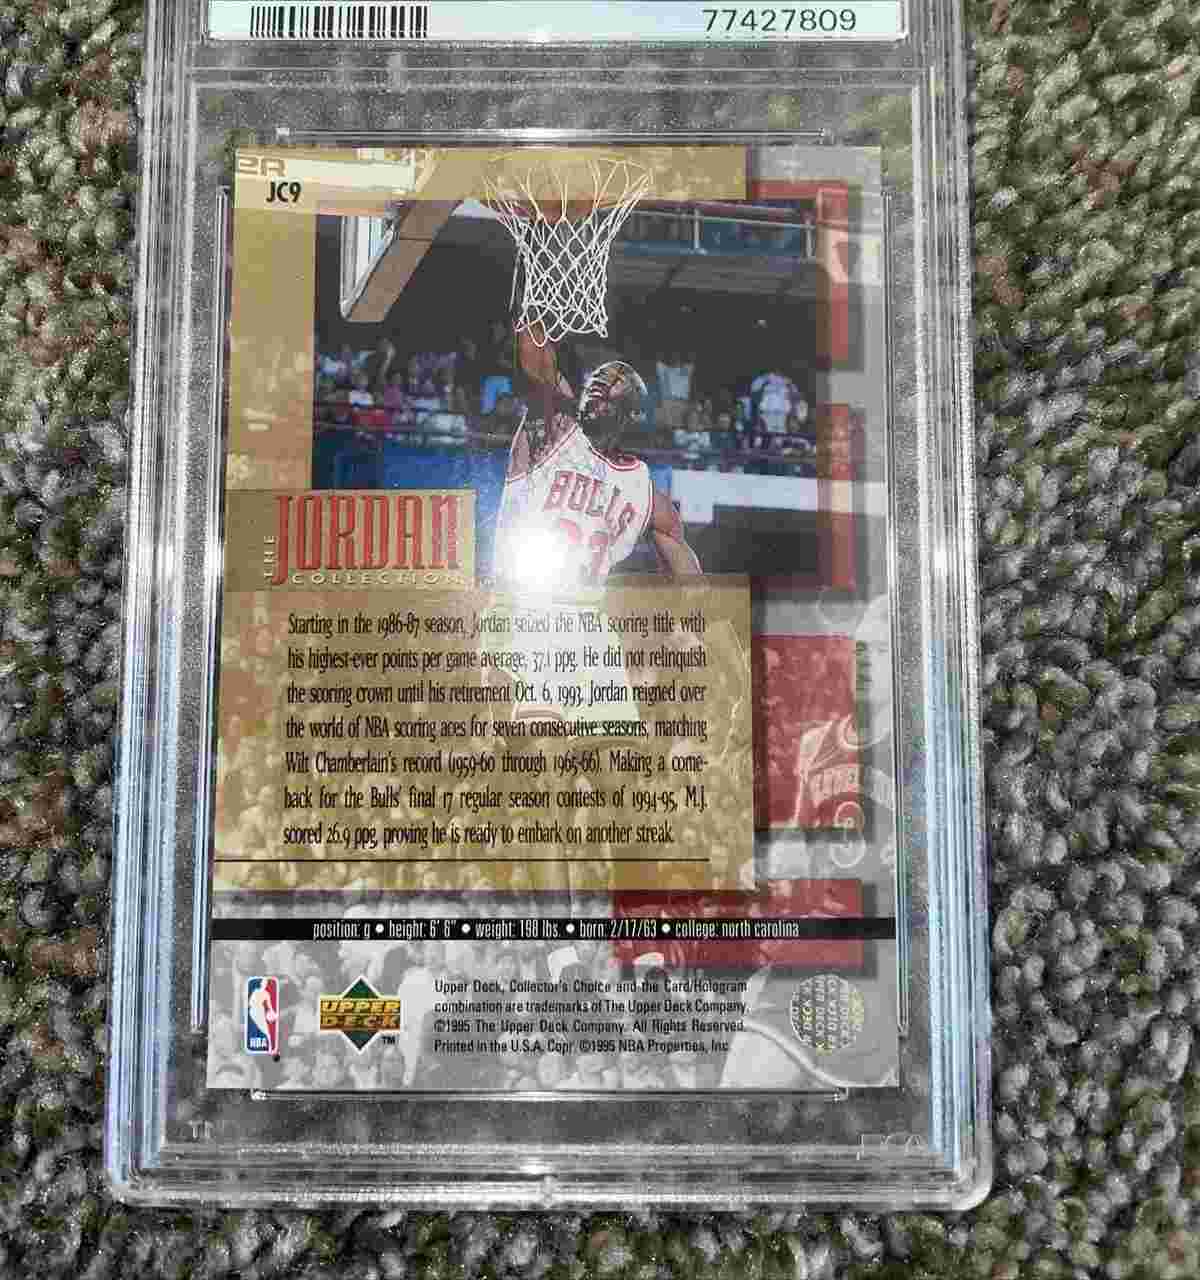 77427809
ER
JC9
BULLS
23
THE
JORDAN
COLLECTION
Starting in the 1986-87 season, Jordan seized the NBA scoring title with
his highest-ever points per game average, 37.1 ppg. He did not relinquish
the scoring crown until his retirement Oct. 6, 1993. Jordan reigned over
the world of NBA scoring aces for seven consecutive seasons, matching
Wilt Chamberlain's record (1959-60 through 1965-66). Making a come-
back for the Bulls' final 17 regular season contests of 1994-95, M.J.
scored 26.9 ppg, proving he is ready to embark on another streak.
position: g • height: 6' 6" • weight: 198 lbs. • born: 2/17/63 • college: north carolina
NBA
UPPER
DECK
TM
Upper Deck, Collector's Choice and the Card/Hologram
combination are trademarks of The Upper Deck Company.
©1995 The Upper Deck Company. All Rights Reserved.
Printed in the U.S.A. Copr. ©1995 NBA Properties, Inc.